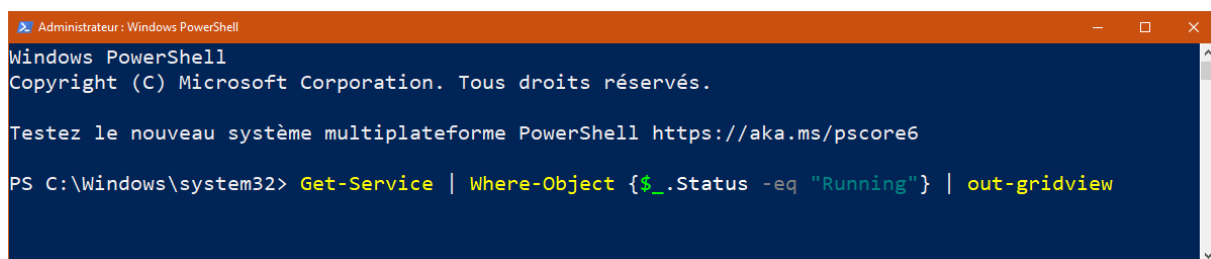 Administrateur : Windows PowerShell
Windows PowerShell
Copyright (C) Microsoft Corporation. Tous droits réservés.
Testez le nouveau système multiplateforme PowerShell https://aka.ms/pscore6
PS C:\Windows\system32> Get-Service | Where-Object {$_.Status -eq "Running"} | out-gridview